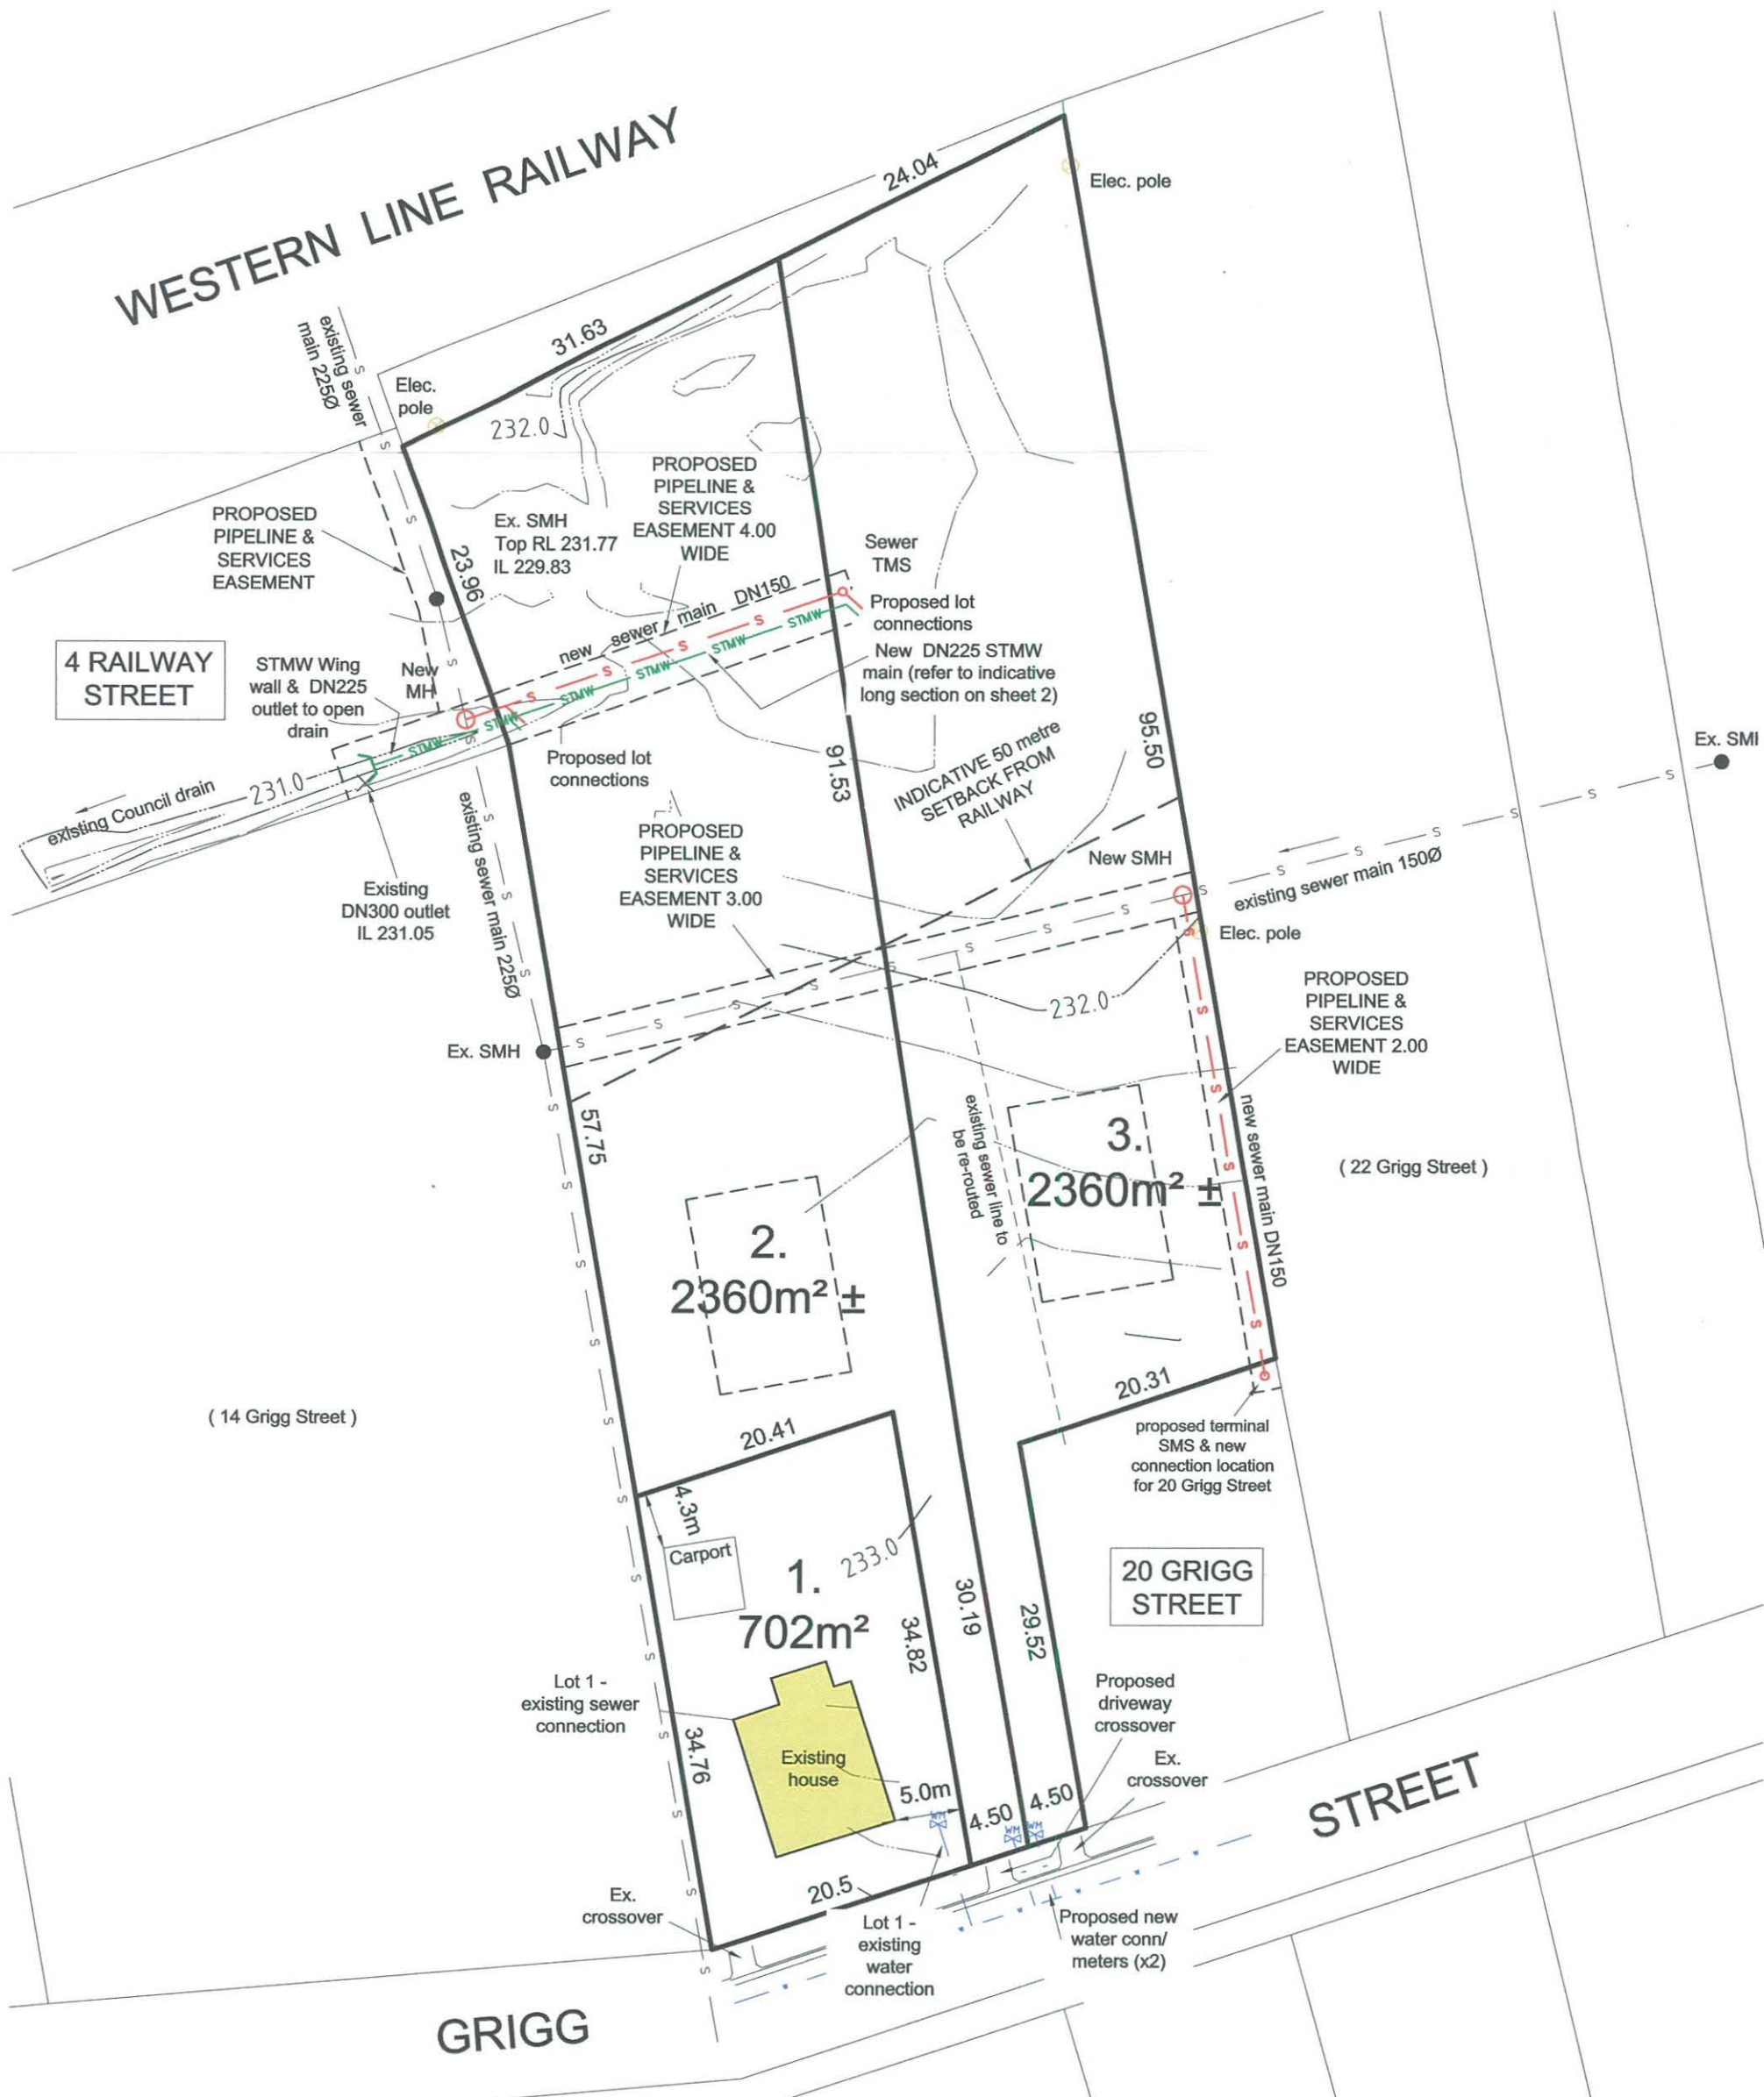 WESTERN LINE RAILWAY
24.04
Elec. pole
31.63
existing sewer
main 225Ø
Elec.
pole
232.0
PROPOSED
PIPELINE &
SERVICES
EASEMENT 4.00
WIDE
PROPOSED
PIPELINE &
SERVICES
EASEMENT
Ex. SMH
Top RL 231.77
IL 229.83
23.96
Sewer
TMS
new sewer main DN150
Proposed lot
connections
4 RAILWAY
STREET
STMW Wing
wall & DN225
outlet to open
drain
New
MH
New DN225 STMW
main (refer to indicative
long section on sheet 2)
S S S S
STMW STMW STMW STMW STMW STMW
Proposed lot
connections
91.53
95.50
INDICATIVE 50 metre
SETBACK FROM
RAILWAY
Ex. SMI
existing Council drain
231.0
existing sewer main 225Ø
Existing
DN300 outlet
IL 231.05
PROPOSED
PIPELINE &
SERVICES
EASEMENT 3.00
WIDE
New SMH
existing sewer main 150Ø
Elec. pole
232.0
PROPOSED
PIPELINE &
SERVICES
EASEMENT 2.00
WIDE
Ex. SMH
57.75
existing sewer line to
be re-routed
3.
2360m² ±
new sewer main DN150
( 22 Grigg Street )
2.
2360m² ±
( 14 Grigg Street )
20.41
20.31
proposed terminal
SMS & new
connection location
for 20 Grigg Street
4.3m
Carport
1.
702m²
233.0
34.82
30.19
29.52
20 GRIGG
STREET
Lot 1 -
existing sewer
connection
34.76
Existing
house
5.0m
4.50
4.50
WM
WM
WM
Proposed
driveway
crossover
Ex.
crossover
STREET
20.5
Ex.
crossover
Lot 1 -
existing
water
connection
Proposed new
water conn/
meters (x2)
GRIGG